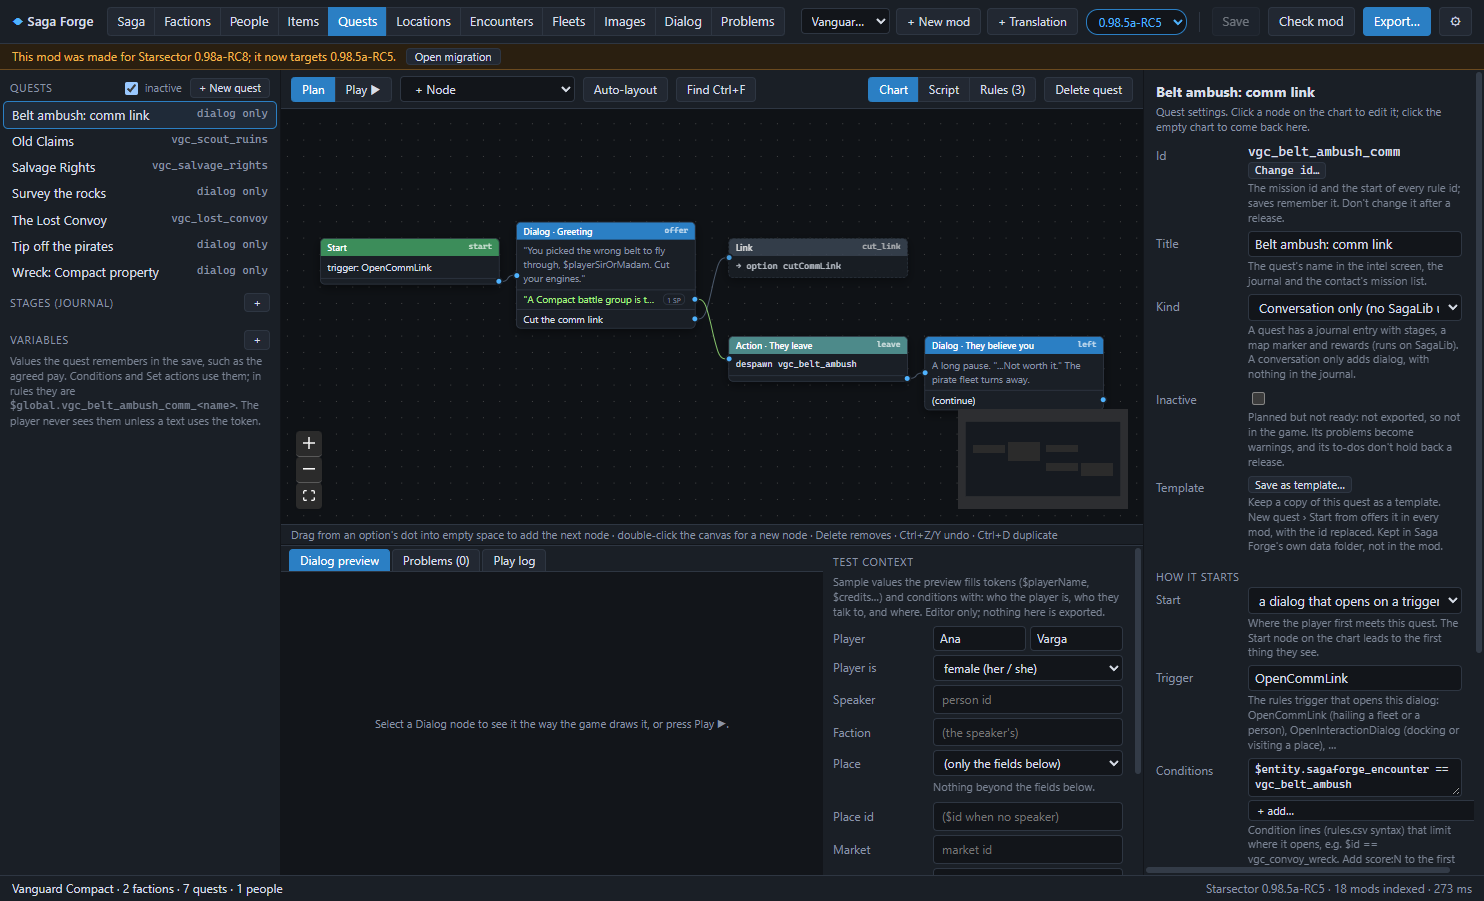 Saga Forge
Saga
Factions
People
Items
Quests
Locations
Encounters
Fleets
Images
Dialog
Problems
Vanguar...
+ New mod
+ Translation
0.98.5a-RC5
Save
Check mod
Export...
This mod was made for Starsector 0.98a-RC8; it now targets 0.98.5a-RC5.
Open migration
QUESTS
inactive
+ New quest
Belt ambush: comm link
dialog only
Old Claims
vgc_scout_ruins
Salvage Rights
vgc_salvage_rights
Survey the rocks
dialog only
The Lost Convoy
vgc_lost_convoy
Tip off the pirates
dialog only
Wreck: Compact property
dialog only
STAGES (JOURNAL)
+
VARIABLES
+
Values the quest remembers in the save, such as the
agreed pay. Conditions and Set actions use them; in
rules they are
$global.vgc_belt_ambush_comm_<name>. The
player never sees them unless a text uses the token.
Plan
Play ▶
+ Node
Auto-layout
Find Ctrl+F
Chart
Script
Rules (3)
Delete quest
Start
start
trigger: OpenCommLink
Dialog · Greeting
offer
"You picked the wrong belt to fly
through, $playerSirOrMadam. Cut
your engines."
"A Compact battle group is t...
1 SP
Cut the comm link
Link
cut_link
→ option cutCommLink
Action · They leave
leave
despawn vgc_belt_ambush
Dialog · They believe you
left
A long pause. "...Not worth it." The
pirate fleet turns away.
(continue)
+
−
Drag from an option's dot into empty space to add the next node · double-click the canvas for a new node · Delete removes · Ctrl+Z/Y undo · Ctrl+D duplicate
Dialog preview
Problems (0)
Play log
Select a Dialog node to see it the way the game draws it, or press Play ▶.
TEST CONTEXT
Sample values the preview fills tokens ($playerName,
$credits...) and conditions with: who the player is, who they
talk to, and where. Editor only; nothing here is exported.
Player
Ana
Varga
Player is
female (her / she)
Speaker
person id
Faction
(the speaker's)
Place
(only the fields below)
Nothing beyond the fields below.
Place id
($id when no speaker)
Market
market id
Belt ambush: comm link
Quest settings. Click a node on the chart to edit it; click the
empty chart to come back here.
Id
vgc_belt_ambush_comm
Change id…
The mission id and the start of every rule id;
saves remember it. Don't change it after a
release.
Title
Belt ambush: comm link
The quest's name in the intel screen, the
journal and the contact's mission list.
Kind
Conversation only (no SagaLib
A quest has a journal entry with stages, a
map marker and rewards (runs on SagaLib).
A conversation only adds dialog, with
nothing in the journal.
Inactive
Planned but not ready: not exported, so not
in the game. Its problems become
warnings, and its to-dos don't hold back a
release.
Template
Save as template...
Keep a copy of this quest as a template.
New quest › Start from offers it in every
mod, with the id replaced. Kept in Saga
Forge's own data folder, not in the mod.
HOW IT STARTS
Start
a dialog that opens on a trigger
Where the player first meets this quest. The
Start node on the chart leads to the first
thing they see.
Trigger
OpenCommLink
The rules trigger that opens this dialog:
OpenCommLink (hailing a fleet or a
person), OpenInteractionDialog (docking or
visiting a place), ...
Conditions
$entity.sagaforge_encounter ==
vgc_belt_ambush
+ add...
Condition lines (rules.csv syntax) that limit
where it opens, e.g. $id ==
vgc_convoy_wreck. Add score:N to the first
Vanguard Compact · 2 factions · 7 quests · 1 people
Starsector 0.98.5a-RC5 · 18 mods indexed · 273 ms